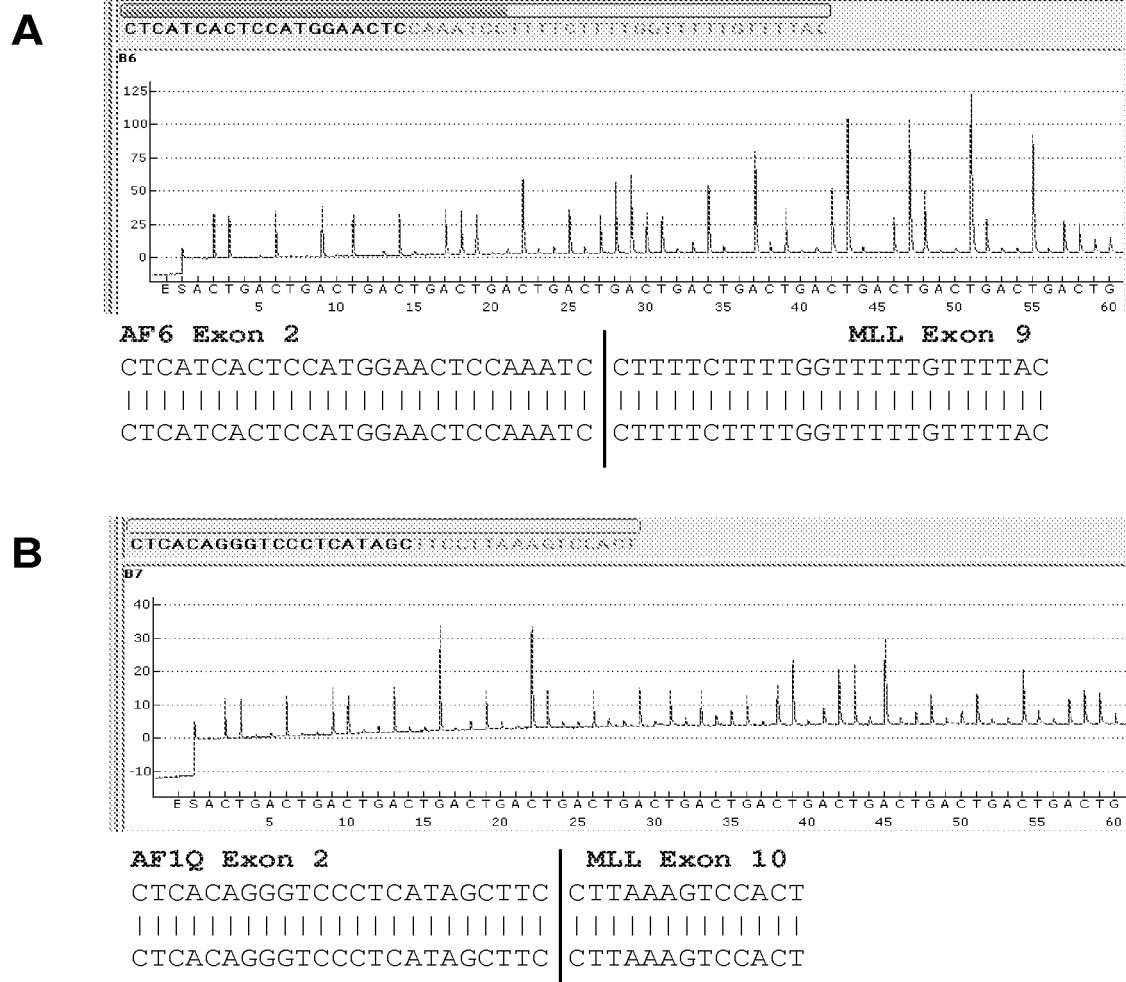 A
CTCATCACTCCATGGAACTCCAAATCCTTTTCTTTTGGTTTTTGTTTTAC
B6
125
100
75
50
25
0
E S A C T G A C T G A C T G A C T G A C T G A C T G A C T G A C T G A C T G A C T G A C T G A C T G A C T G A C T G A C T G
5 10 15 20 25 30 35 40 45 50 55 60
AF6 Exon 2 MLL Exon 9
CTCATCACTCCATGGAACTCCAAATC CTTTTCTTTTGGTTTTTGTTTTAC
CTCATCACTCCATGGAACTCCAAATC CTTTTCTTTTGGTTTTTGTTTTAC
B
CTCACAGGGTCCCTCATAGCTTCCTTAAAGTCCACT
B7
40
30
20
10
0
-10
E S A C T G A C T G A C T G A C T G A C T G A C T G A C T G A C T G A C T G A C T G A C T G A C T G A C T G A C T G A C T G
5 10 15 20 25 30 35 40 45 50 55 60
AF1Q Exon 2 MLL Exon 10
CTCACAGGGTCCCTCATAGCTTC CTTAAAGTCCACT
CTCACAGGGTCCCTCATAGCTTC CTTAAAGTCCACT